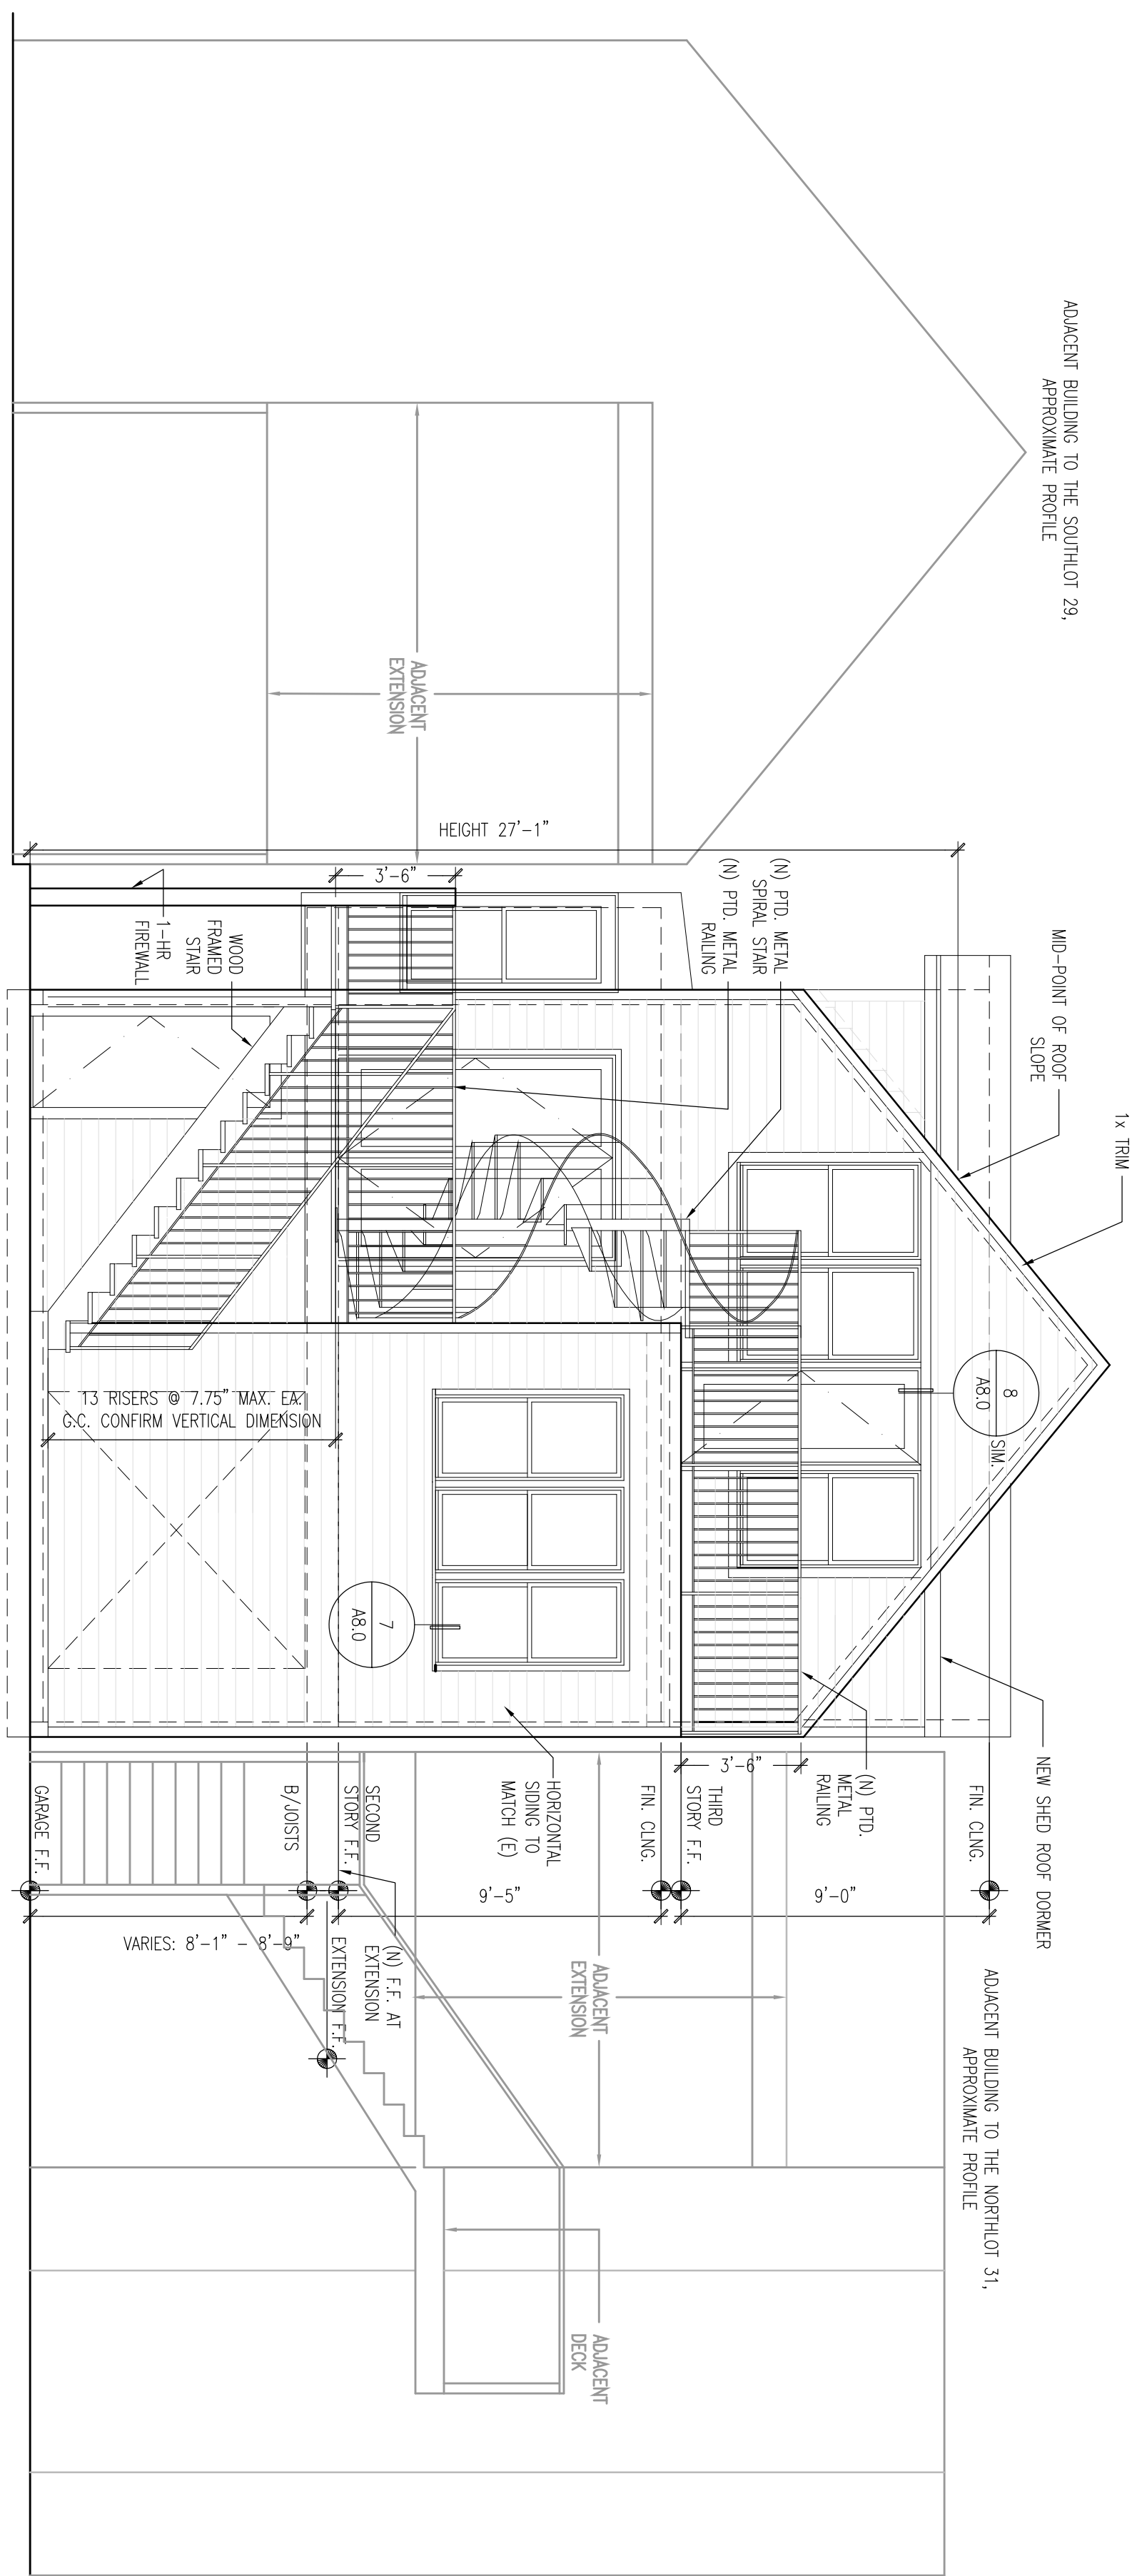 ADJACENT BUILDING TO THE SOUTHLOT 29,
APPROXIMATE PROFILE
ADJACENT
EXTENSION
HEIGHT 27'-1"
3'-6"
MID-POINT OF ROOF
SLOPE
1x TRIM
(N) PTD. METAL
SPIRAL STAIR
(N) PTD. METAL
RAILING
WOOD
FRAMED
STAIR
1-HR
FIREWALL
8
A8.0
SIM.
13 RISERS @ 7.75" MAX. EA.
G.C. CONFIRM VERTICAL DIMENSION
7
A8.0
NEW SHED ROOF DORMER
(N) PTD.
METAL
RAILING
3'-6"
HORIZONTAL
SIDING TO
MATCH (E)
FIN. CLNG.
THIRD
STORY F.F.
FIN. CLNG.
SECOND
STORY F.F.
B/JOISTS
GARAGE F.F.
9'-0"
9'-5"
VARIES: 8'-1" - 8'-9"
(N) F.F. AT
EXTENSION
EXTENSION F.F.
ADJACENT BUILDING TO THE NORTHLOT 31,
APPROXIMATE PROFILE
ADJACENT
EXTENSION
ADJACENT
DECK